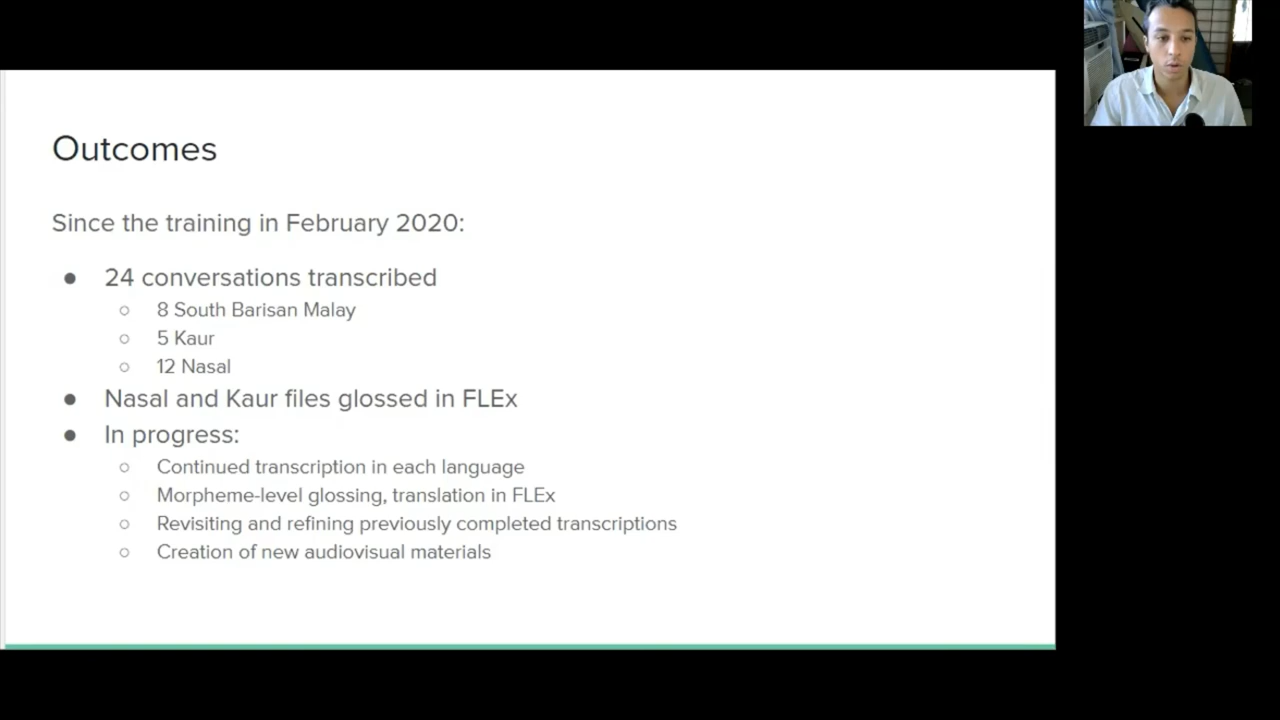 Outcomes
Since the training in February 2020:
● 24 conversations transcribed
○ 8 South Barisan Malay
○ 5 Kaur
○ 12 Nasal
● Nasal and Kaur files glossed in FLEx
● In progress:
○ Continued transcription in each language
○ Morpheme-level glossing, translation in FLEx
○ Revisiting and refining previously completed transcriptions
○ Creation of new audiovisual materials